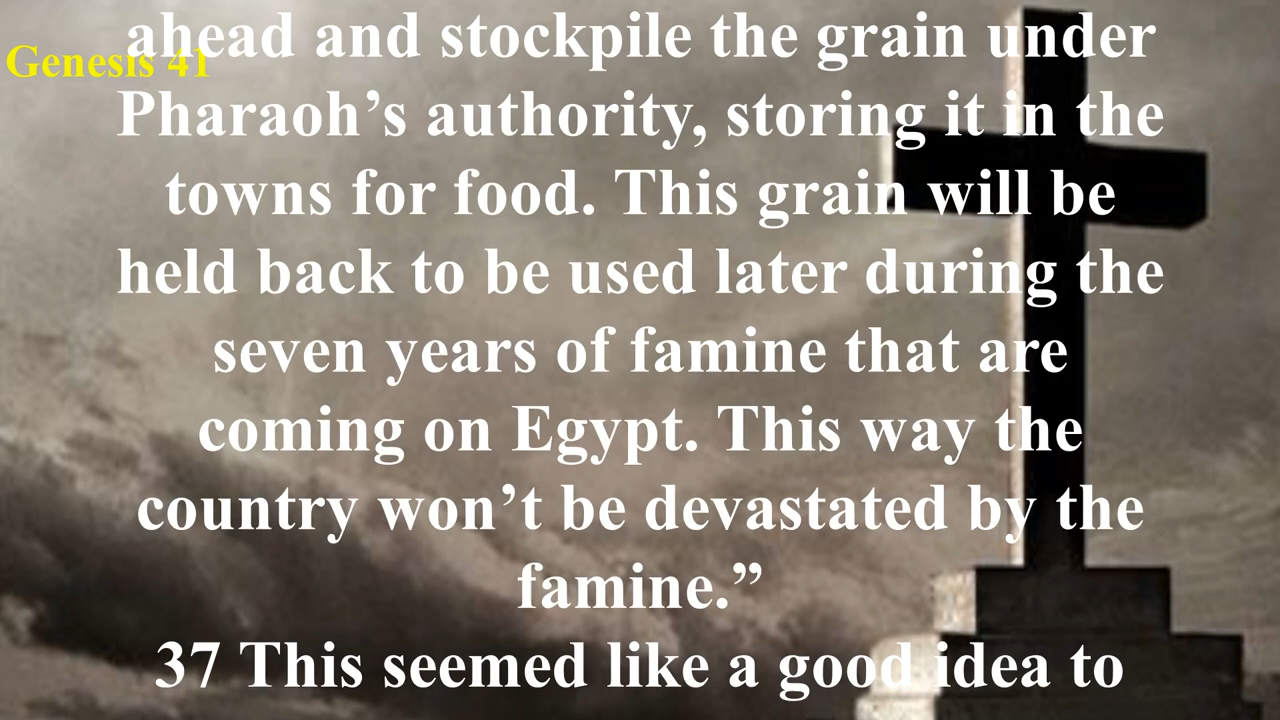 Genesis 41
ahead and stockpile the grain under
Pharaoh’s authority, storing it in the
towns for food. This grain will be
held back to be used later during the
seven years of famine that are
coming on Egypt. This way the
country won’t be devastated by the
famine.”
37 This seemed like a good idea to